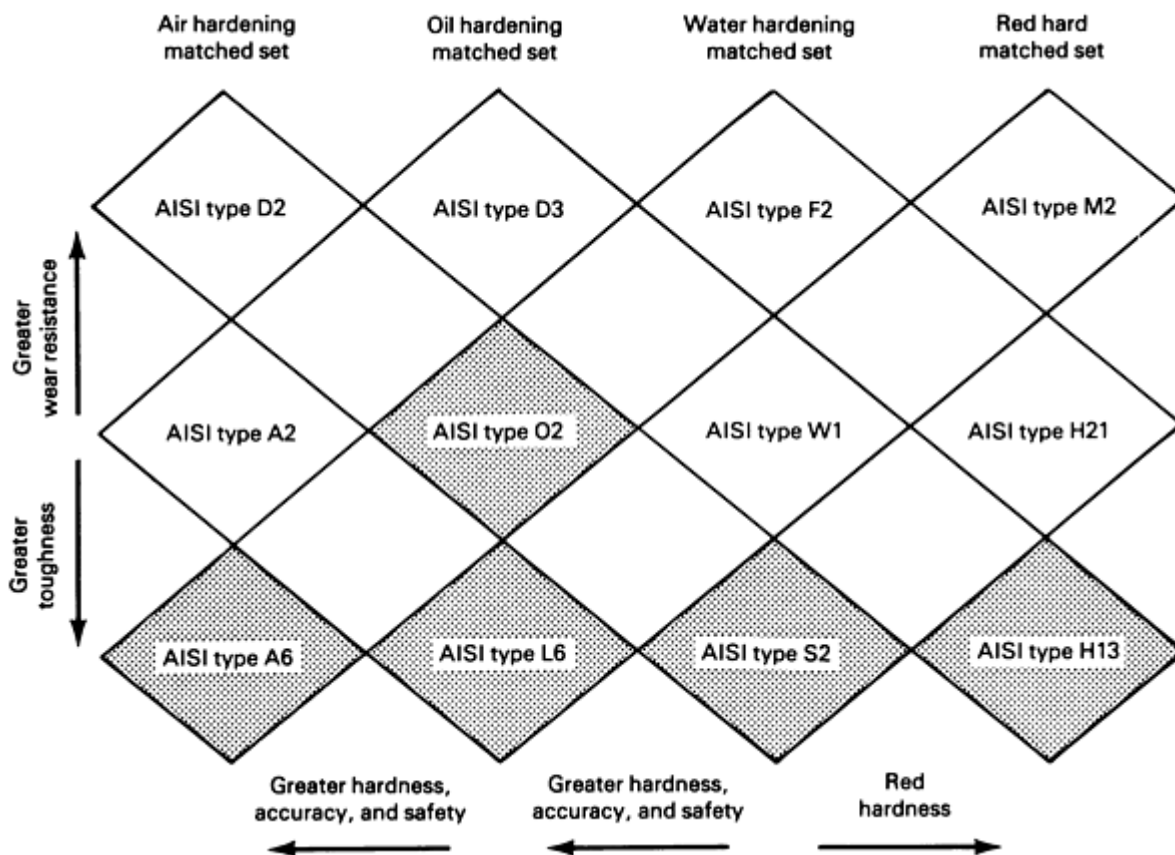 Air hardening
matched set
Oil hardening
matched set
Water hardening
matched set
Red hard
matched set
AISI type D2
AISI type D3
AISI type F2
AISI type M2
Greater
wear resistance
AISI type A2
AISI type O2
AISI type W1
AISI type H21
Greater
toughness
AISI type A6
AISI type L6
AISI type S2
AISI type H13
Greater hardness,
accuracy, and safety
Greater hardness,
accuracy, and safety
Red
hardness